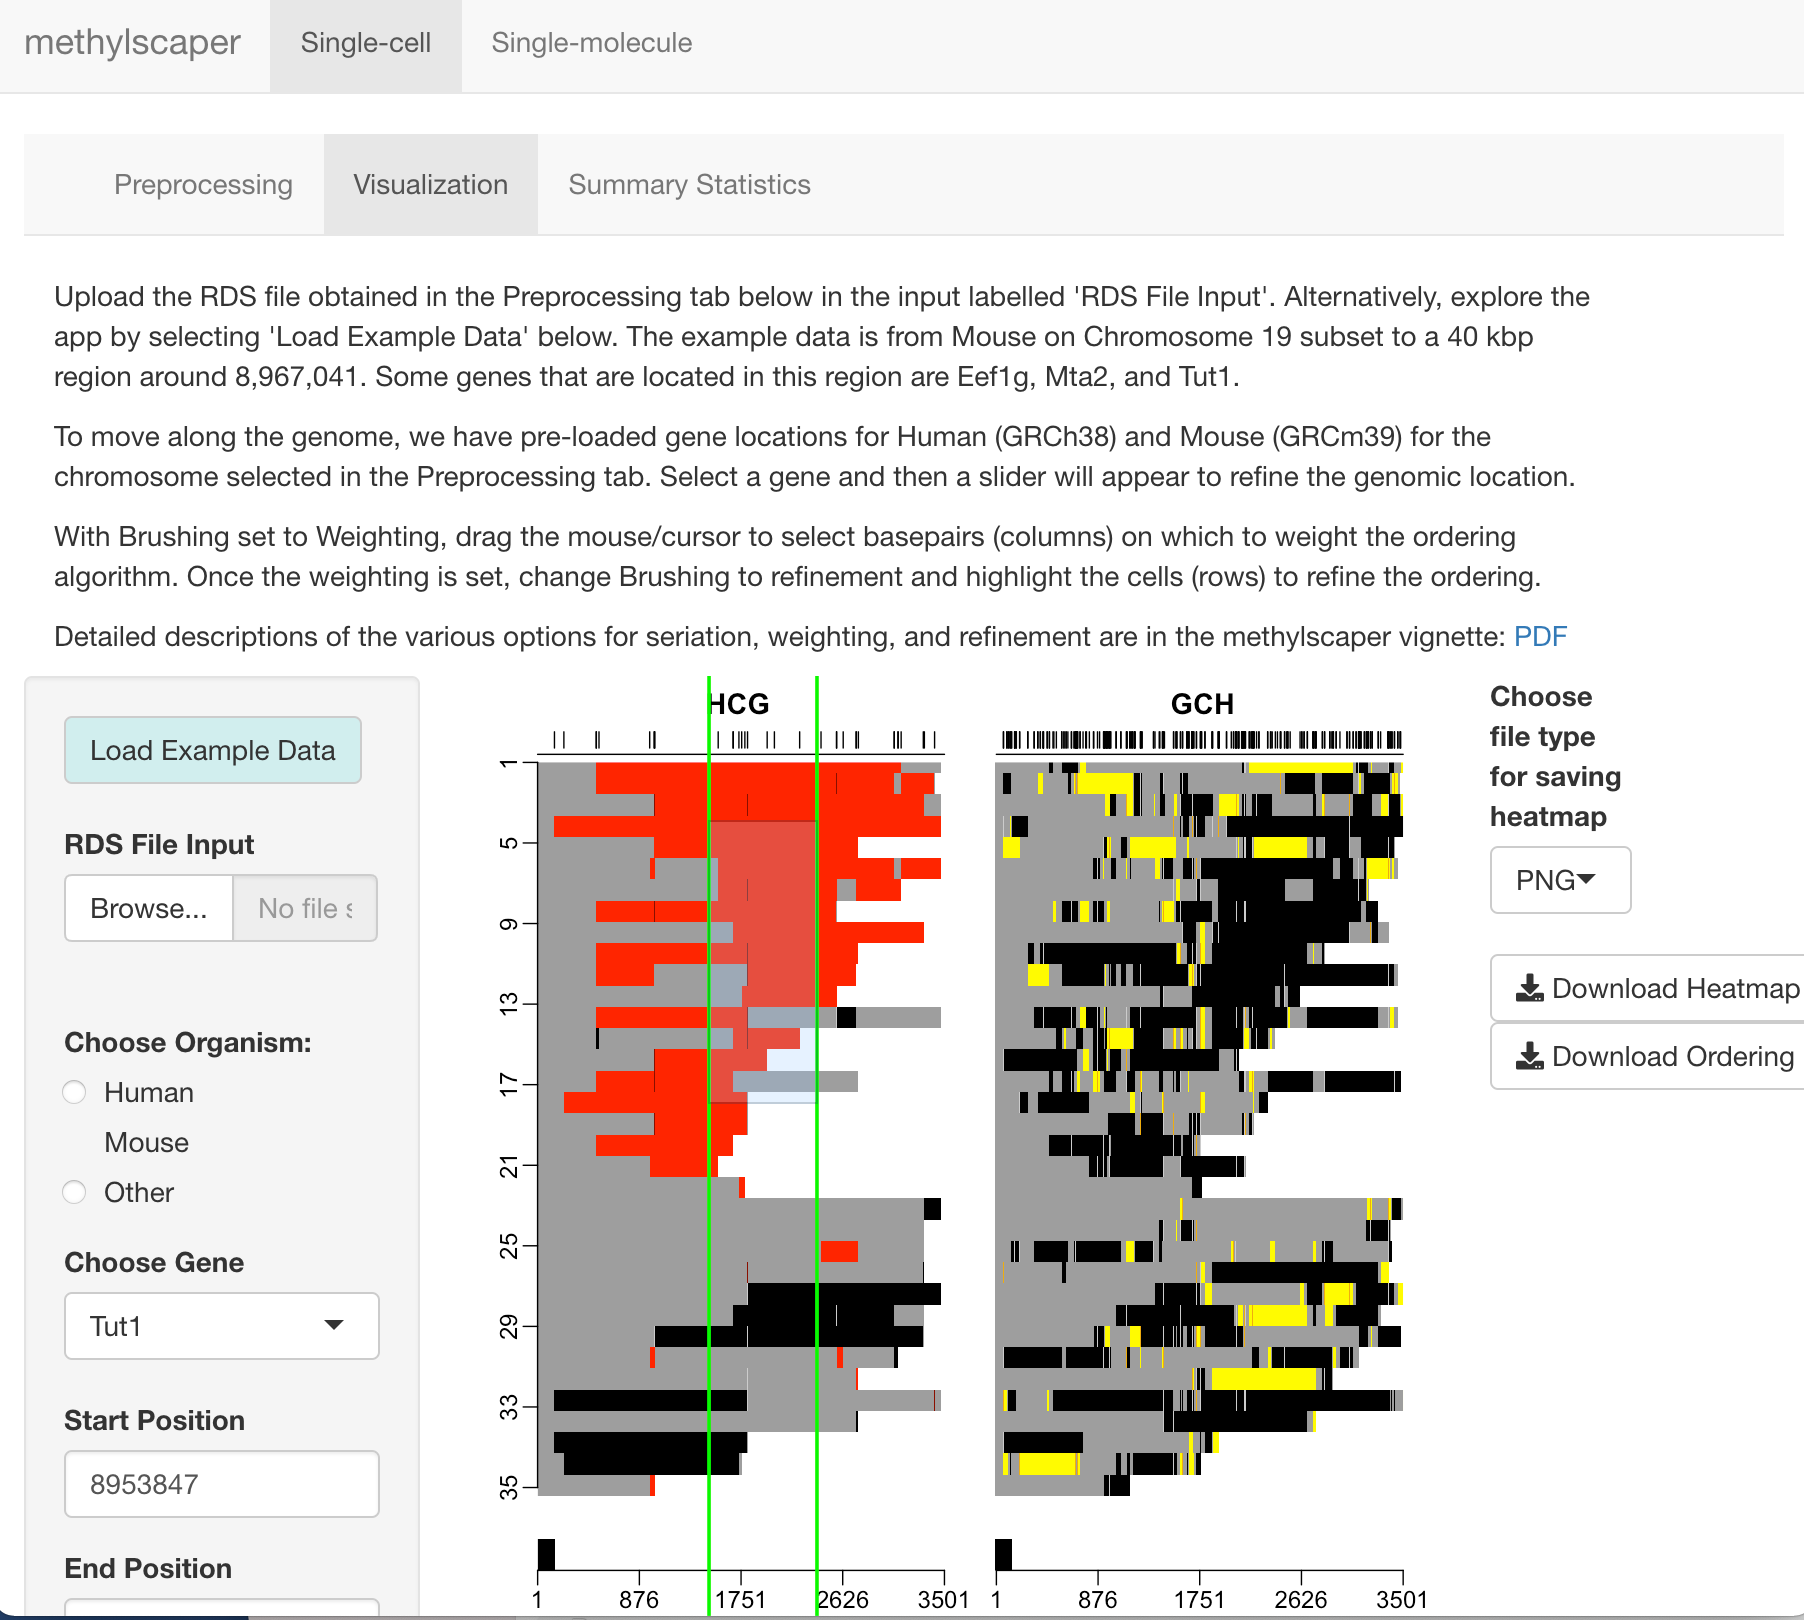 methylscaper Single-cell Single-molecule
Preprocessing Visualization Summary Statistics
Upload the RDS file obtained in the Preprocessing tab below in the input labelled 'RDS File Input'. Alternatively, explore the
app by selecting 'Load Example Data' below. The example data is from Mouse on Chromosome 19 subset to a 40 kbp
region around 8,967,041. Some genes that are located in this region are Eef1g, Mta2, and Tut1.
To move along the genome, we have pre-loaded gene locations for Human (GRCh38) and Mouse (GRCm39) for the
chromosome selected in the Preprocessing tab. Select a gene and then a slider will appear to refine the genomic location.
With Brushing set to Weighting, drag the mouse/cursor to select basepairs (columns) on which to weight the ordering
algorithm. Once the weighting is set, change Brushing to refinement and highlight the cells (rows) to refine the ordering.
Detailed descriptions of the various options for seriation, weighting, and refinement are in the methylscaper vignette: PDF
Load Example Data
RDS File Input
Browse... No file s
Choose Organism:
Human
Mouse
Other
Choose Gene
Tut1
Start Position
8953847
End Position
HCG
1
5
9
13
17
21
25
29
33
35
1 876 1751 2626 3501
GCH
1 876 1751 2626 3501
Choose
file type
for saving
heatmap
PNG
Download Heatmap
Download Ordering